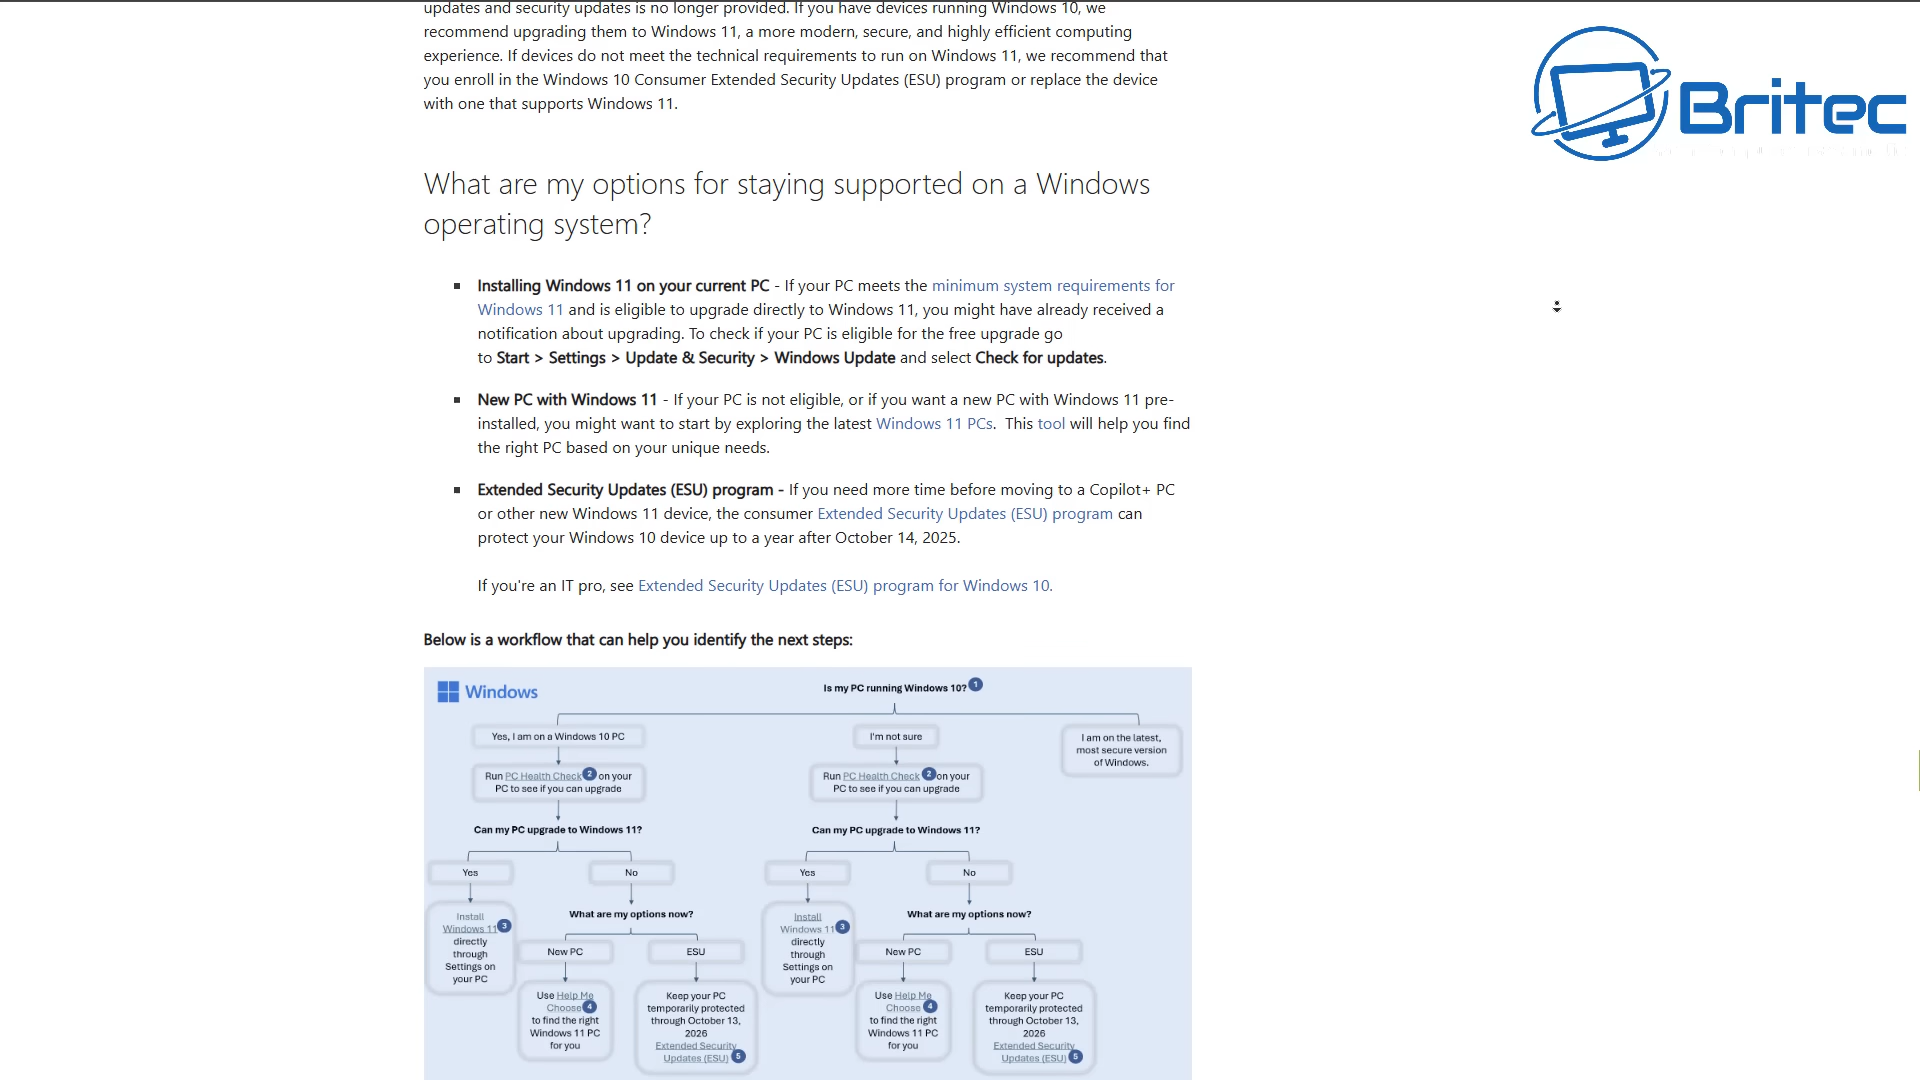 updates and security updates is no longer provided. If you have devices running Windows 10, we
recommend upgrading them to Windows 11, a more modern, secure, and highly efficient computing
experience. If devices do not meet the technical requirements to run on Windows 11, we recommend that
you enroll in the Windows 10 Consumer Extended Security Updates (ESU) program or replace the device
with one that supports Windows 11.
Britec
What are my options for staying supported on a Windows
operating system?
Installing Windows 11 on your current PC - If your PC meets the minimum system requirements for
Windows 11 and is eligible to upgrade directly to Windows 11, you might have already received a
notification about upgrading. To check if your PC is eligible for the free upgrade go
to Start > Settings > Update & Security > Windows Update and select Check for updates.
New PC with Windows 11 - If your PC is not eligible, or if you want a new PC with Windows 11 pre-
installed, you might want to start by exploring the latest Windows 11 PCs. This tool will help you find
the right PC based on your unique needs.
Extended Security Updates (ESU) program - If you need more time before moving to a Copilot+ PC
or other new Windows 11 device, the consumer Extended Security Updates (ESU) program can
protect your Windows 10 device up to a year after October 14, 2025.
If you're an IT pro, see Extended Security Updates (ESU) program for Windows 10.
Below is a workflow that can help you identify the next steps:
Windows
Is my PC running Windows 10? 1
Yes, I am on a Windows 10 PC
Run PC Health Check 2 on your
PC to see if you can upgrade
Can my PC upgrade to Windows 11?
Yes
Install
Windows 11 3
directly
through
Settings on
your PC
No
What are my options now?
New PC
Use Help Me
Choose 4
to find the right
Windows 11 PC
for you
ESU
Keep your PC
temporarily protected
through October 13,
2026
Extended Security
Updates (ESU) 5
I'm not sure
Run PC Health Check 2 on your
PC to see if you can upgrade
Can my PC upgrade to Windows 11?
Yes
Install
Windows 11 3
directly
through
Settings on
your PC
No
What are my options now?
New PC
Use Help Me
Choose 4
to find the right
Windows 11 PC
for you
ESU
Keep your PC
temporarily protected
through October 13,
2026
Extended Security
Updates (ESU) 5
I am on the latest,
most secure version
of Windows.